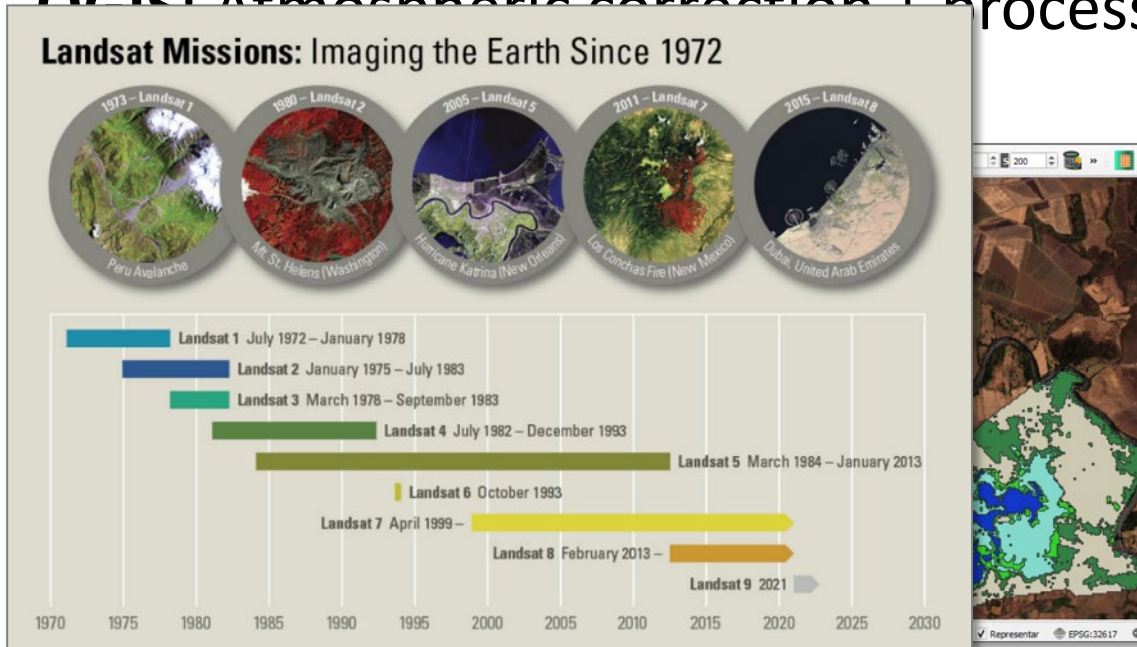 QGIS: Atmospheric correction + process
Landsat Missions: Imaging the Earth Since 1972
1973 – Landsat 1
Peru Avalanche
1980 – Landsat 2
Mt. St. Helens (Washington)
2005 – Landsat 5
Hurricane Katrina (New Orleans)
2011 – Landsat 7
Los Conchas Fire (New Mexico)
2015 – Landsat 8
Dubai, United Arab Emirates
S 200 »
Landsat 1 July 1972 – January 1978
Landsat 2 January 1975 – July 1983
Landsat 3 March 1978 – September 1983
Landsat 4 July 1982 – December 1993
Landsat 5 March 1984 – January 2013
Landsat 6 October 1993
Landsat 7 April 1999 –
Landsat 8 February 2013 –
Landsat 9 2021
1970 1975 1980 1985 1990 1995 2000 2005 2010 2015 2020 2025 2030
Representar EPSG:32617